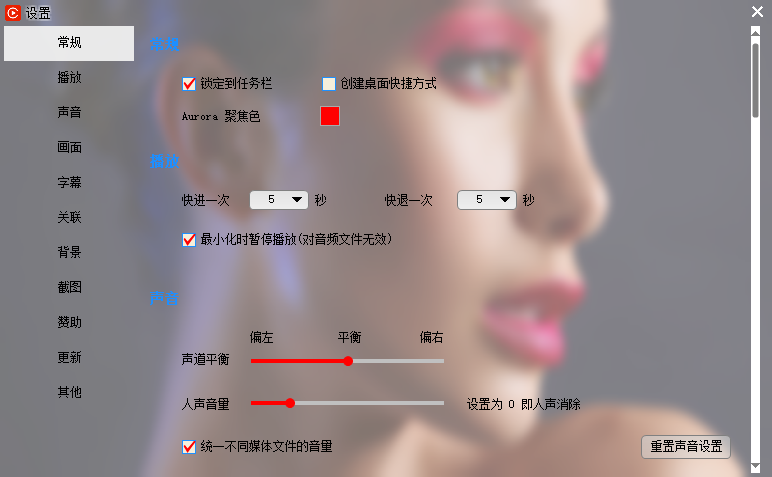 设置
常规
播放
声音
画面
字幕
关联
背景
截图
赞助
更新
其他
常规
锁定到任务栏 创建桌面快捷方式
Aurora 聚焦色
播放
快进一次 5 秒 快退一次 5 秒
最小化时暂停播放(对音频文件无效)
声音
偏左 平衡 偏右
声道平衡
人声音量 设置为 0 即人声消除
统一不同媒体文件的音量 重置声音设置